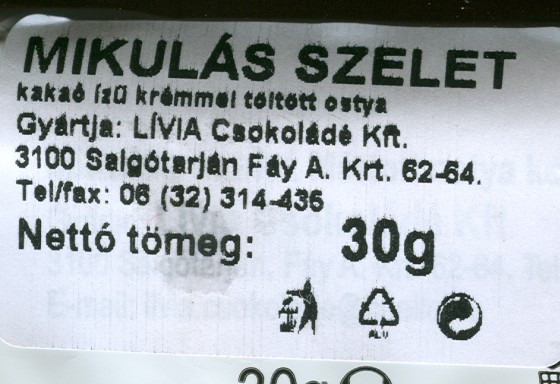 MIKULÁS SZELET
kakaó ízű krémmel töltött ostya
Gyártja: LÍVIA Csokoládé Kft.
3100 Salgótarján Fáy A. Krt. 62-64.
Tel/fax: 06 (32) 314-436
Nettó tömeg: 30g
ALU